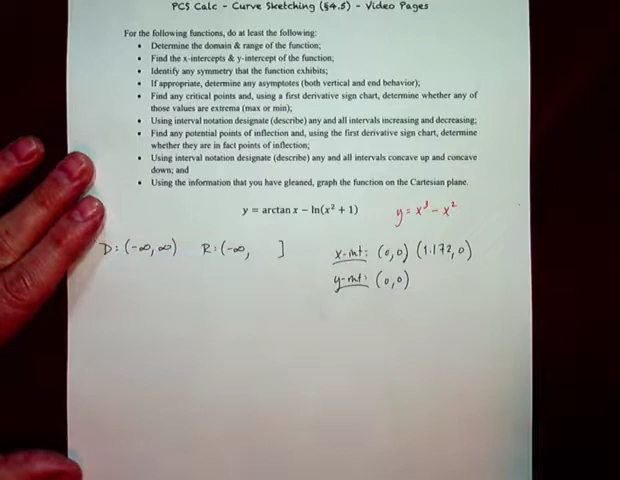 PCS Calc - Curve Sketching (§4.5) - Video Pages
For the following functions, do at least the following:
• Determine the domain & range of the function;
• Find the x-intercepts & y-intercept of the function;
• Identify any symmetry that the function exhibits;
• If appropriate, determine any asymptotes (both vertical and end behavior);
• Find any critical points and, using a first derivative sign chart, determine whether any of
those values are extrema (max or min);
• Using interval notation designate (describe) any and all intervals increasing and decreasing;
• Find any potential points of inflection and, using the first derivative sign chart, determine
whether they are in fact points of inflection;
• Using interval notation designate (describe) any and all intervals concave up and concave
down; and
• Using the information that you have gleaned, graph the function on the Cartesian plane.
y = arctan x − ln(x² + 1) y = x³ - x²
D: (-∞, ∞) R: (-∞, ] x-int: (0,0) (1.172, 0)
y-int: (0,0)